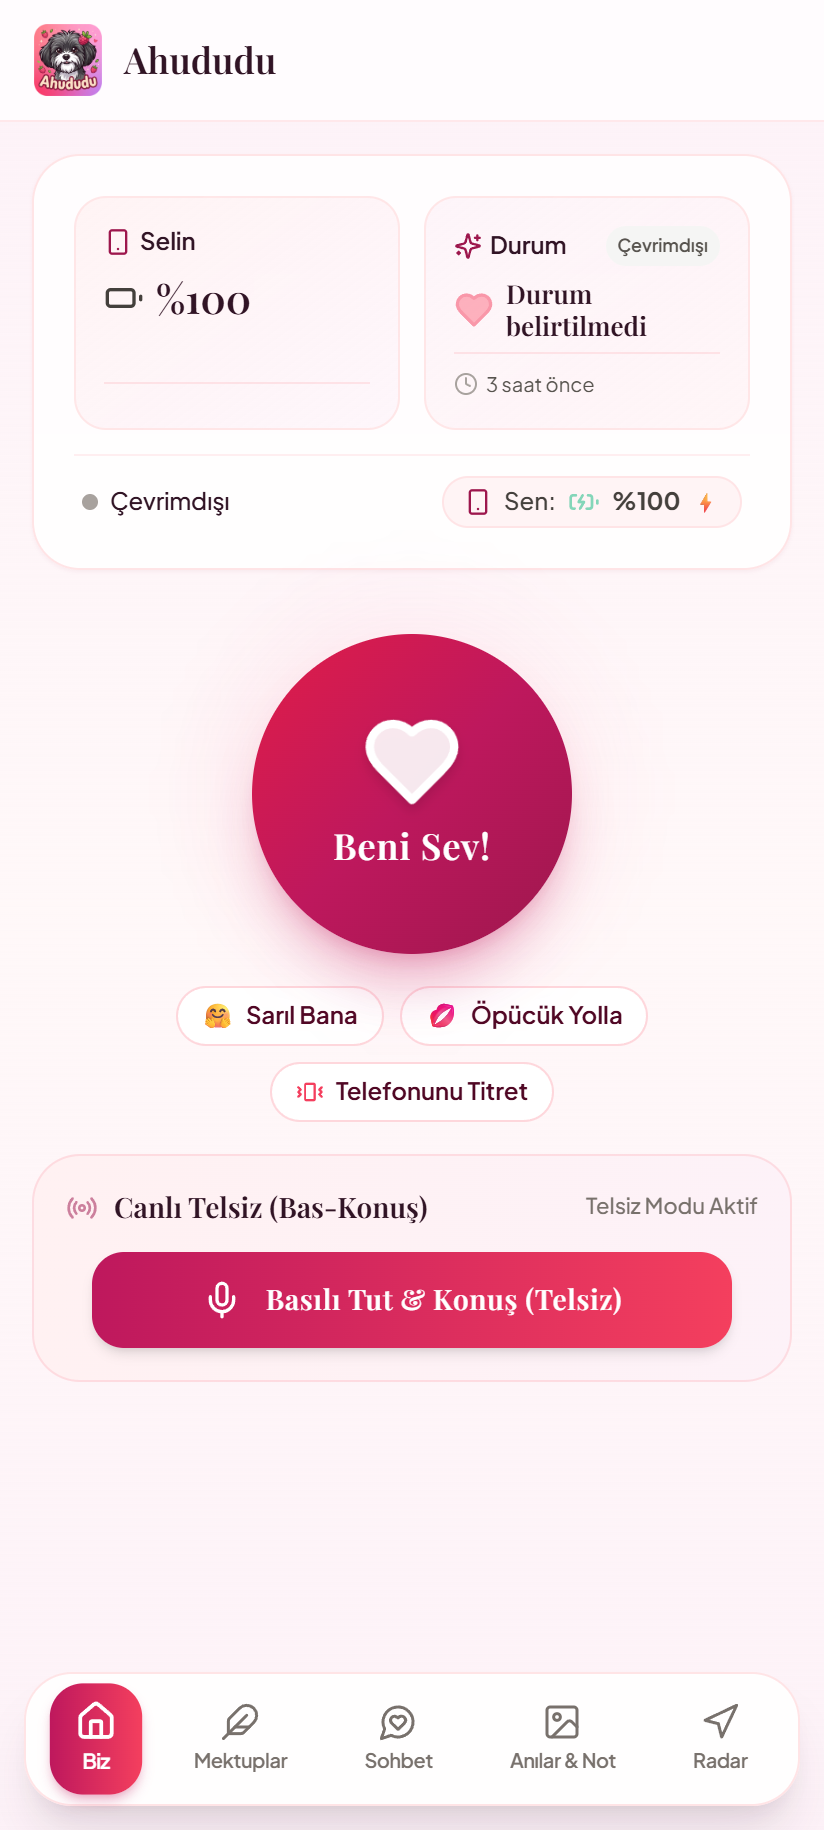 Ahududu
Ahududu
Selin
%100
Durum
Çevrimdışı
Durum
belirtilmedi
3 saat önce
Çevrimdışı
Sen: %100
Beni Sev!
Sarıl Bana
Öpücük Yolla
Telefonunu Titret
Canlı Telsiz (Bas-Konuş)
Telsiz Modu Aktif
Basılı Tut & Konuş (Telsiz)
Biz
Mektuplar
Sohbet
Anılar & Not
Radar